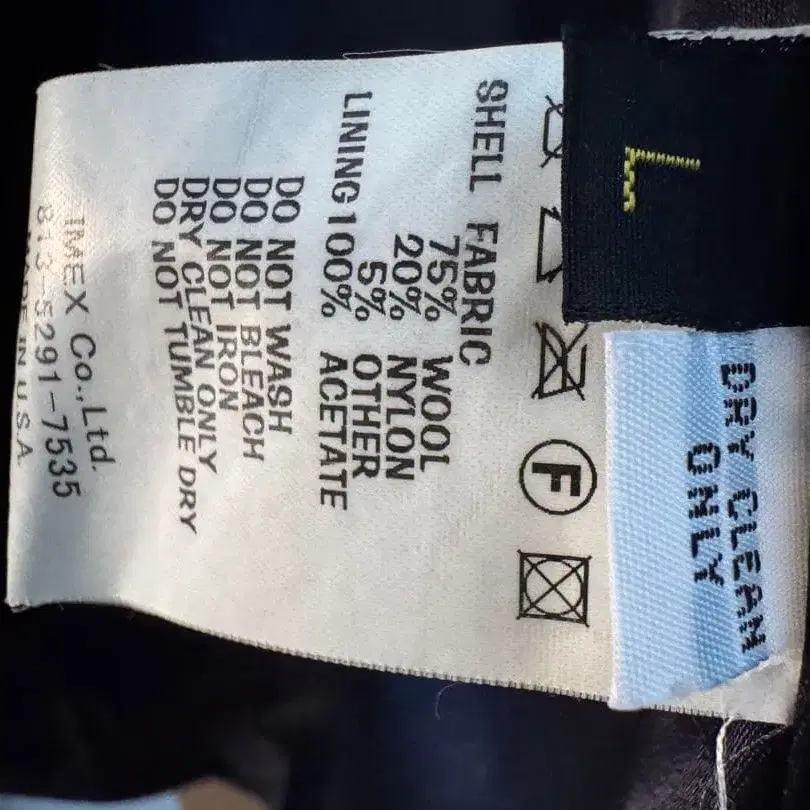 L
DRY CLEAN
ONLY
F
SHELL FABRIC
75% WOOL
20% NYLON
5% OTHER
LINING 100% ACETATE
DO NOT WASH
DO NOT BLEACH
DO NOT IRON
DRY CLEAN ONLY
DO NOT TUMBLE DRY
IMEX Co.,Ltd.
813-5291-7535
MADE IN U.S.A.